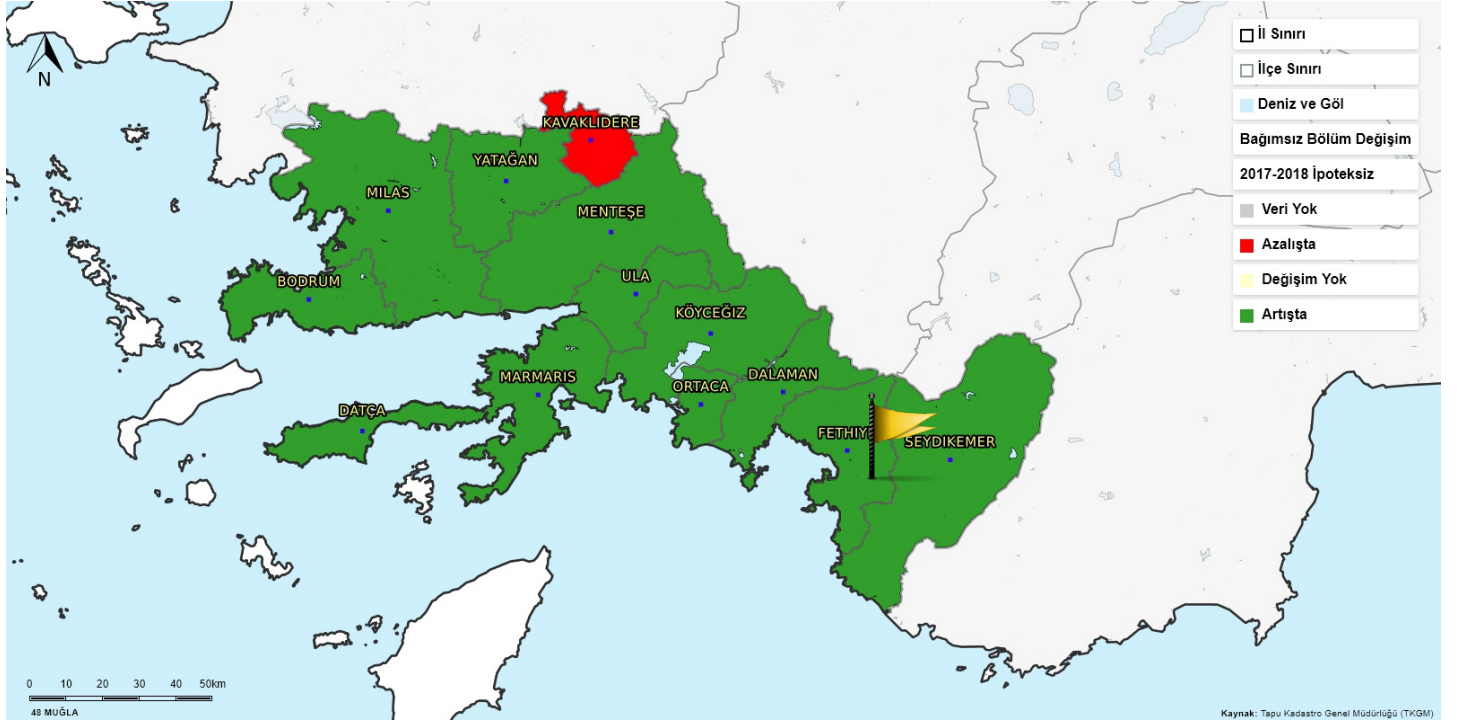 N
İl Sınırı
İlçe Sınırı
Deniz ve Göl
Bağımsız Bölüm Değişim
2017-2018 İpoteksiz
Veri Yok
Azalışta
Değişim Yok
Artışta
KAVAKLIDERE
YATAĞAN
MILAS
MENTEŞE
BODRUM
ULA
KÖYCEĞIZ
MARMARIS
ORTACA
DALAMAN
DATÇA
FETHIY
SEYDIKEMER
0 10 20 30 40 50km
48 MUĞLA
Kaynak: Tapu Kadastro Genel Müdürlüğü (TKGM)